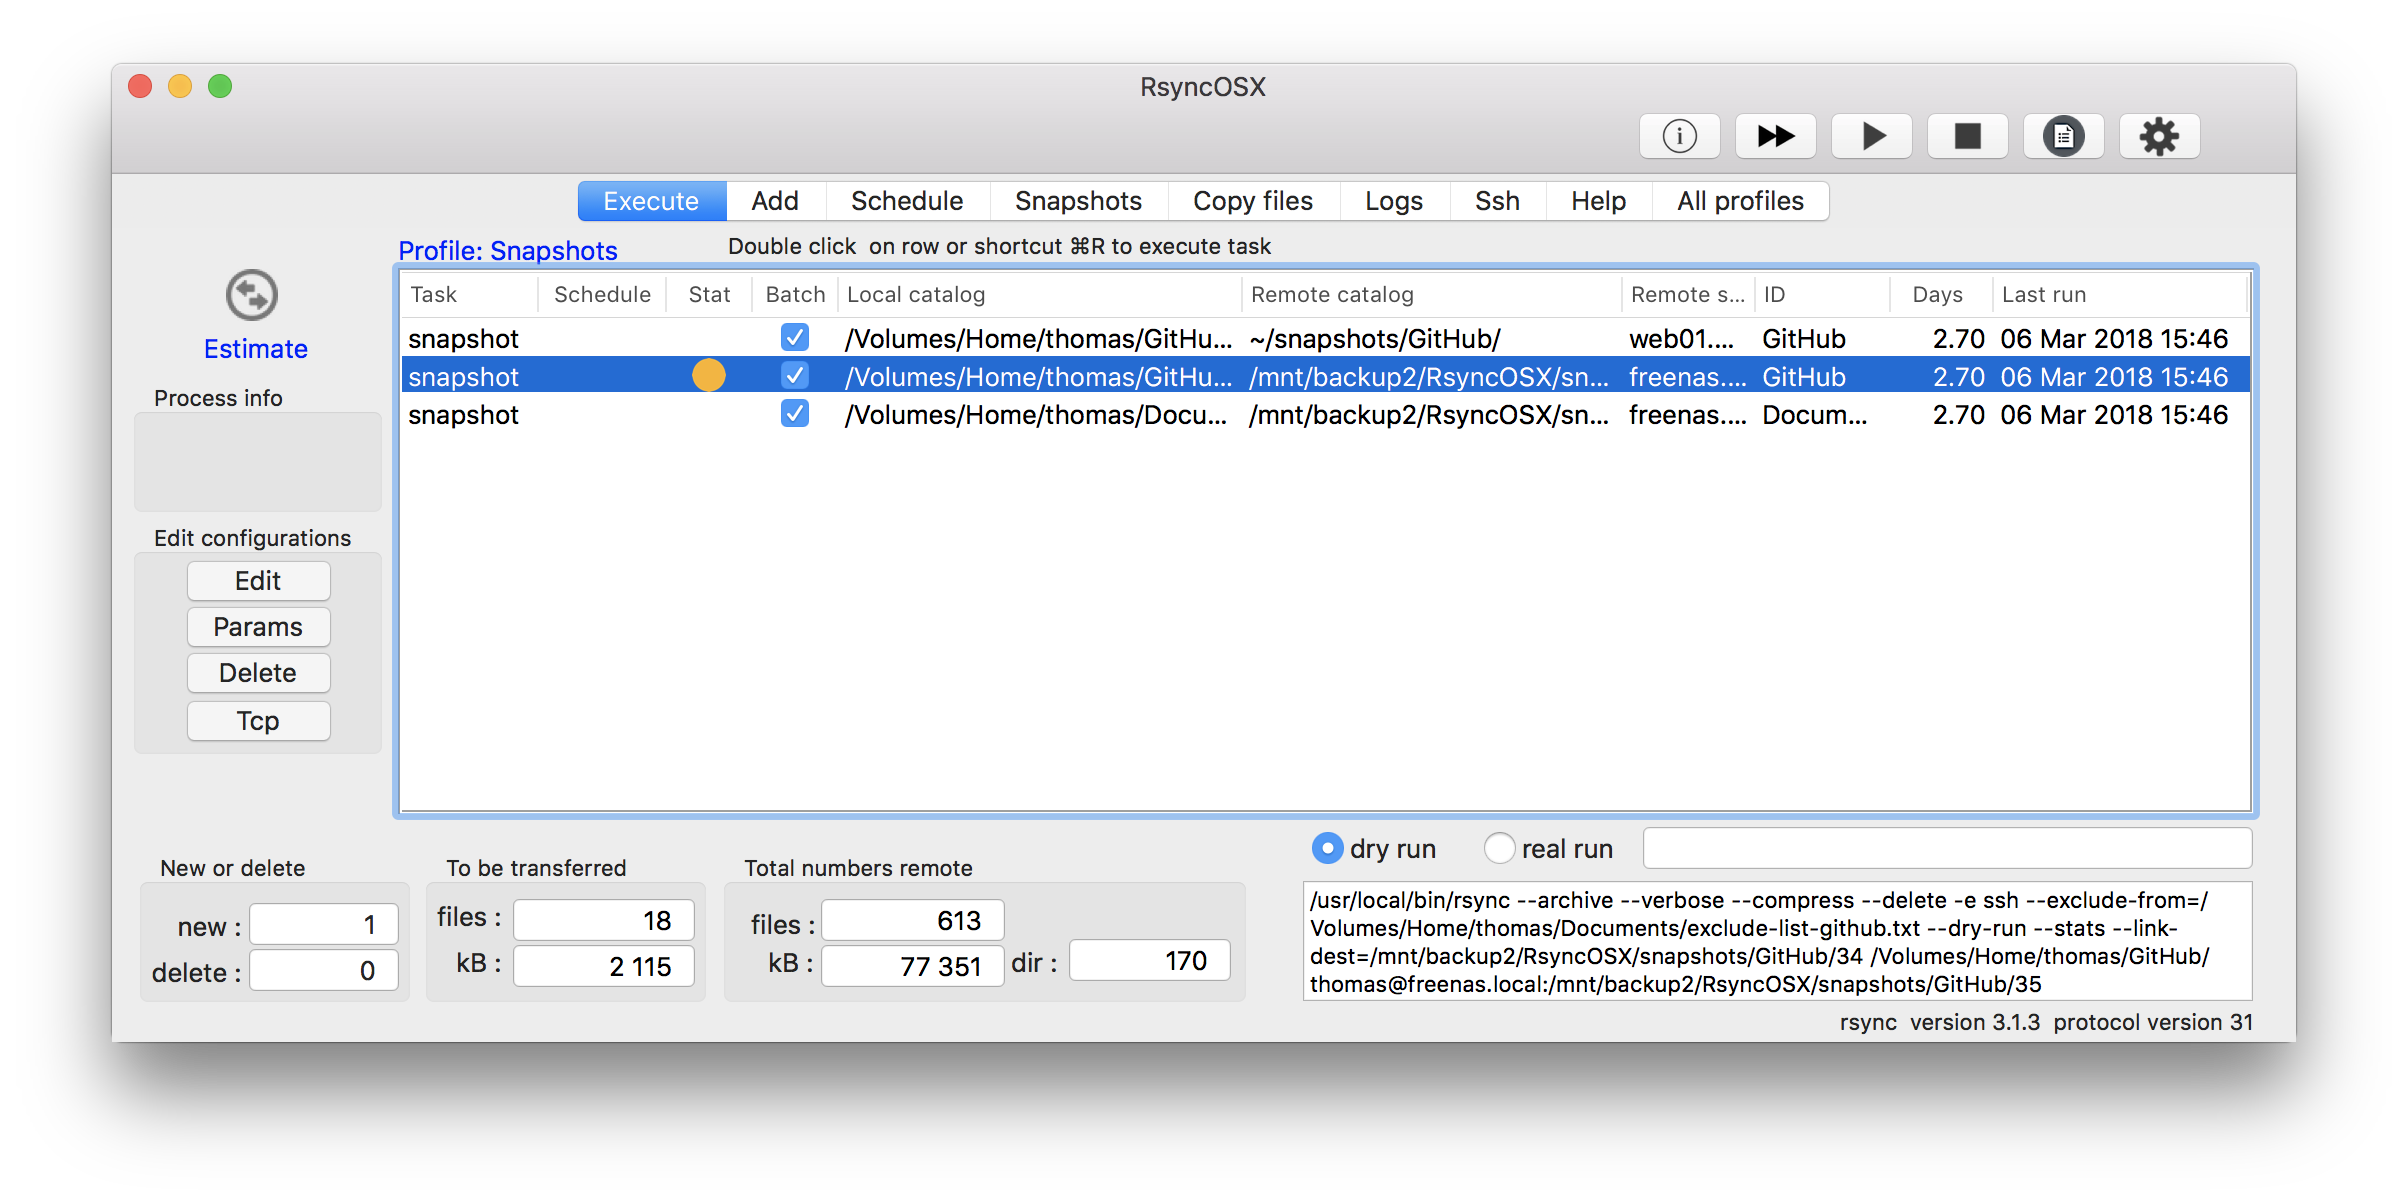 RsyncOSX
Execute Add Schedule Snapshots Copy files Logs Ssh Help All profiles
Profile: Snapshots
Double click on row or shortcut ⌘R to execute task
Estimate
Process info
Edit configurations
Edit
Params
Delete
Tcp
Task Schedule Stat Batch Local catalog Remote catalog Remote s... ID Days Last run
snapshot /Volumes/Home/thomas/GitHu... ~/snapshots/GitHub/ web01.... GitHub 2.70 06 Mar 2018 15:46
snapshot /Volumes/Home/thomas/GitHu... /mnt/backup2/RsyncOSX/sn... freenas.... GitHub 2.70 06 Mar 2018 15:46
snapshot /Volumes/Home/thomas/Docu... /mnt/backup2/RsyncOSX/sn... freenas.... Docum... 2.70 06 Mar 2018 15:46
New or delete
new : 1
delete : 0
To be transferred
files : 18
kB : 2 115
Total numbers remote
files : 613
kB : 77 351
dir : 170
dry run real run
/usr/local/bin/rsync --archive --verbose --compress --delete -e ssh --exclude-from=/
Volumes/Home/thomas/Documents/exclude-list-github.txt --dry-run --stats --link-
dest=/mnt/backup2/RsyncOSX/snapshots/GitHub/34 /Volumes/Home/thomas/GitHub/
thomas@freenas.local:/mnt/backup2/RsyncOSX/snapshots/GitHub/35
rsync version 3.1.3 protocol version 31